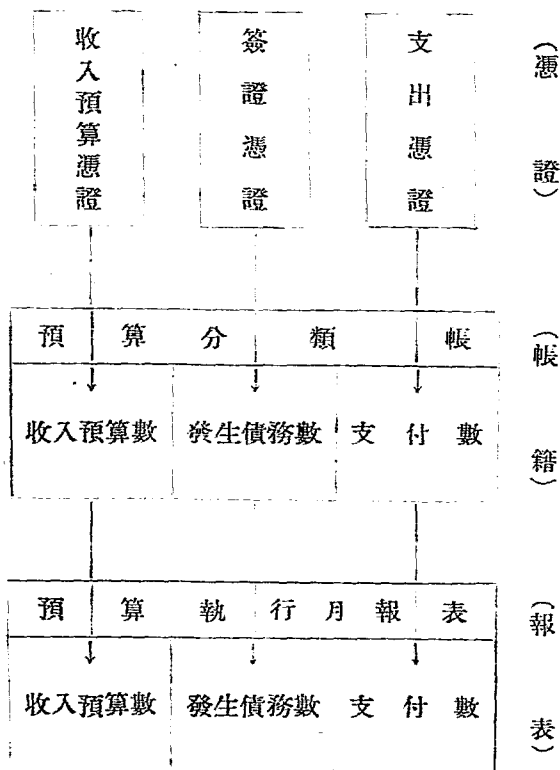 （憑證）
支出憑證
簽證憑證
收入預算憑證
（帳籍）
預算分類帳
收入預算數 發生債務數 支付數
（報表）
預算執行月報表
收入預算數 發生債務數 支付數